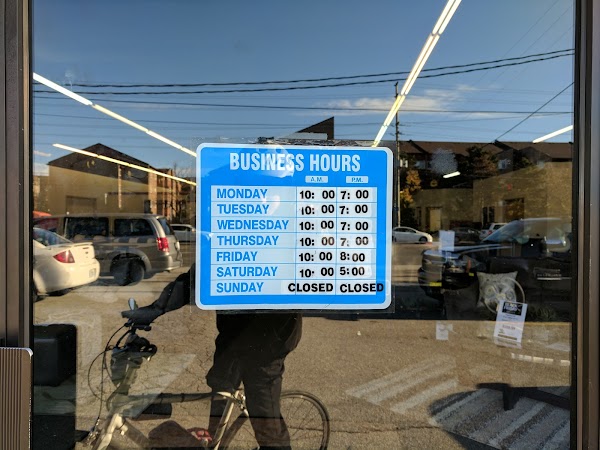 BUSINESS HOURS
A.M. P.M.
MONDAY 10: 00 7: 00
TUESDAY 10: 00 7: 00
WEDNESDAY 10: 00 7: 00
THURSDAY 10: 00 7: 00
FRIDAY 10: 00 8: 00
SATURDAY 10: 00 5: 00
SUNDAY CLOSED CLOSED